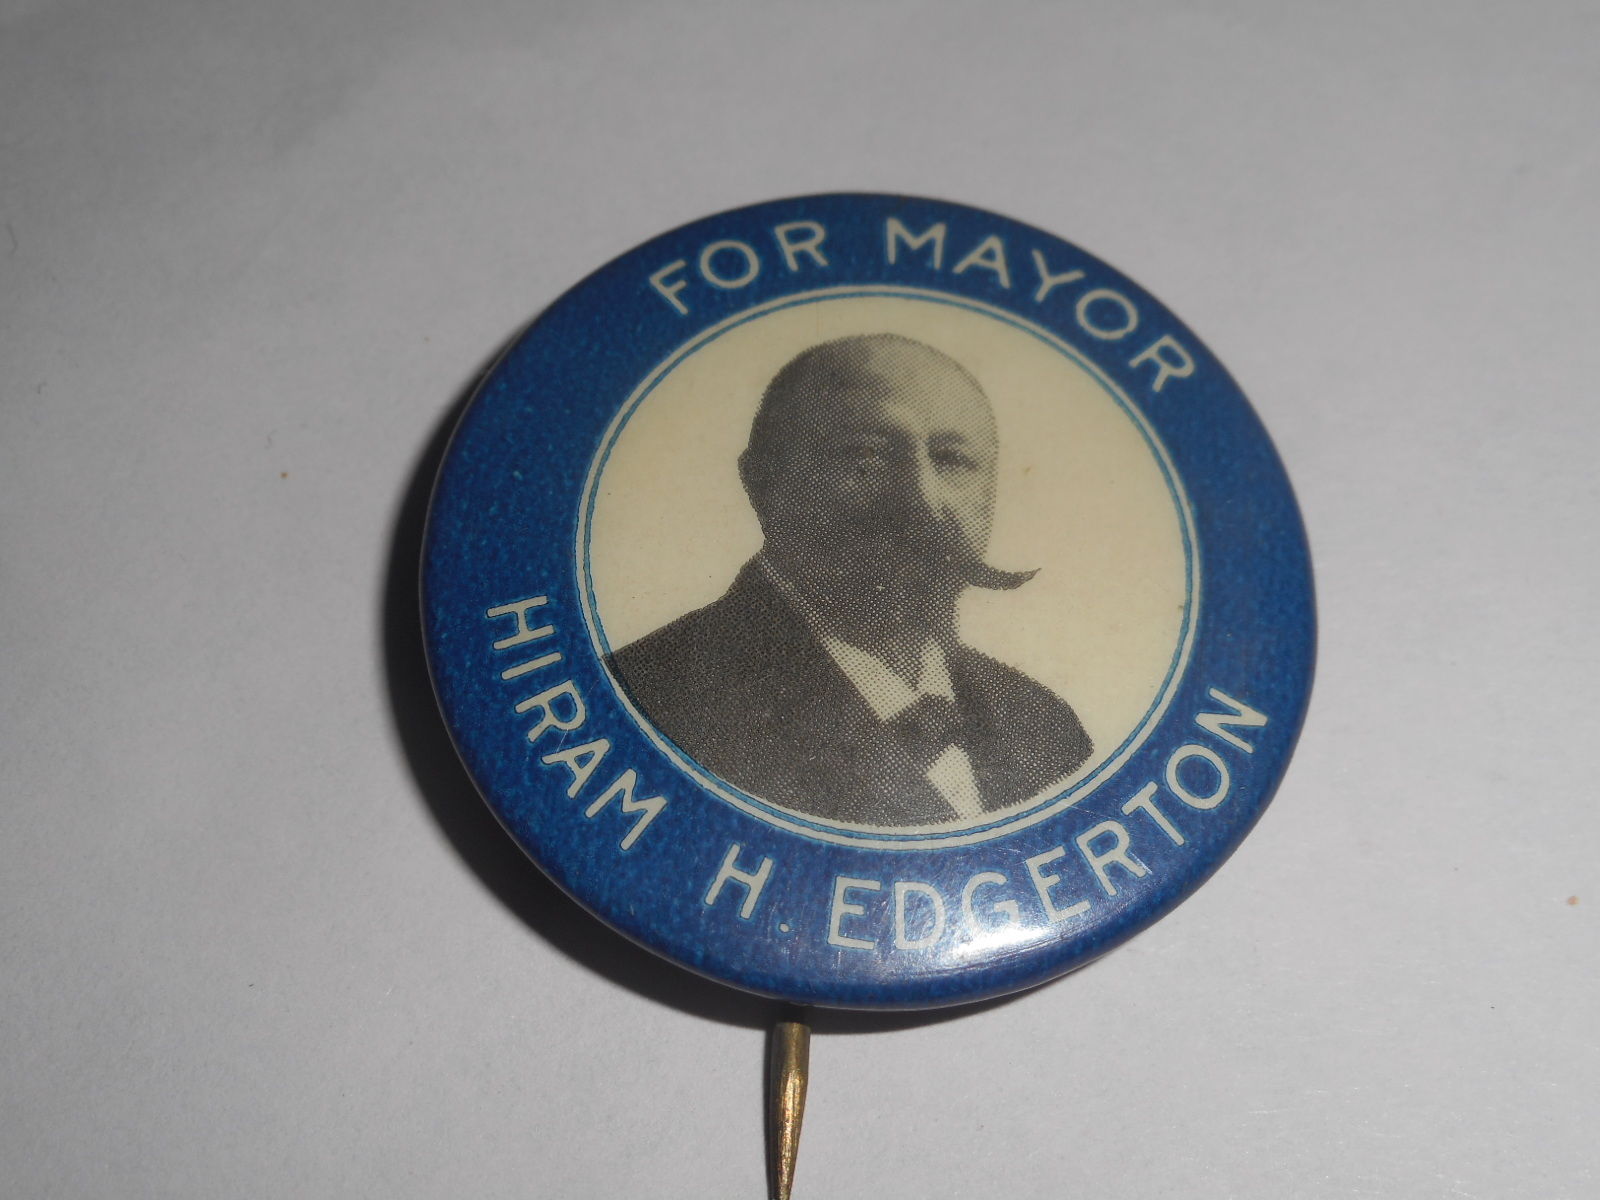 FOR MAYOR
HIRAM H. EDGERTON